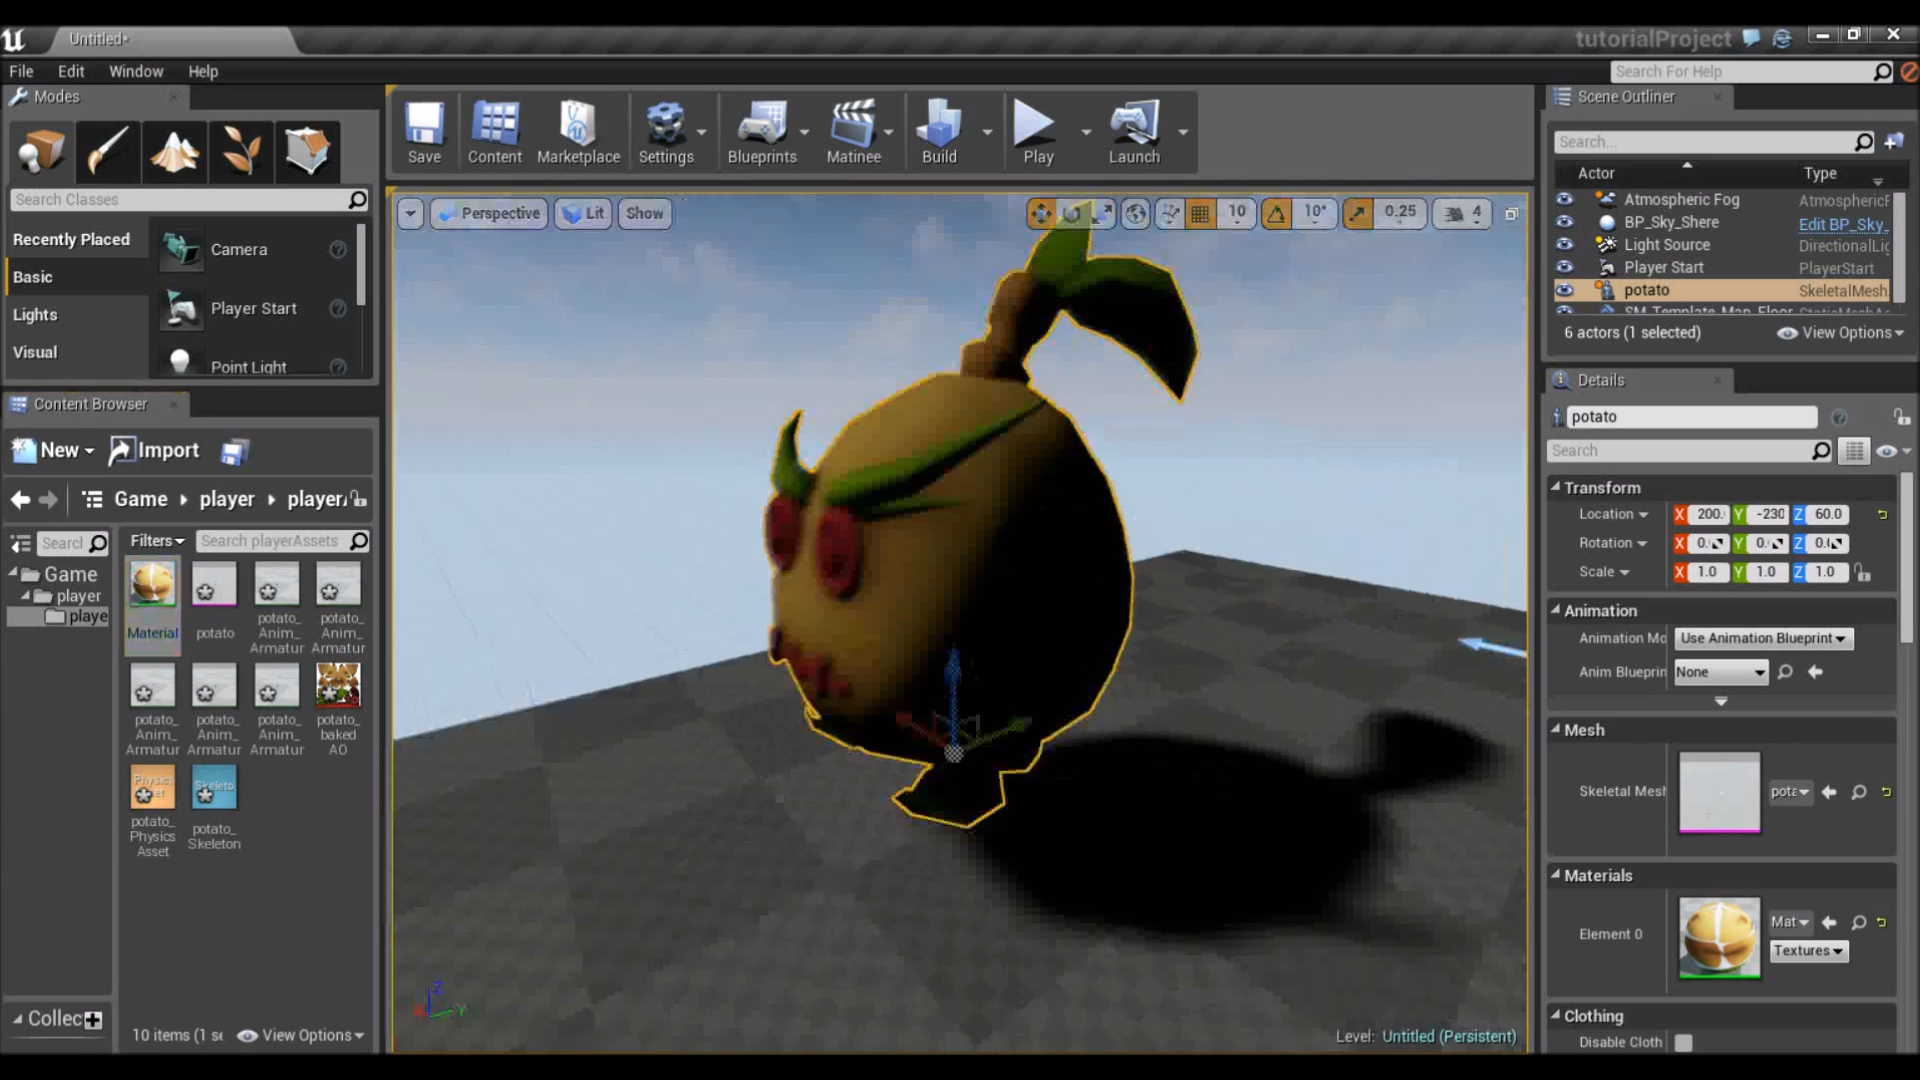 Untitled*
tutorialProject
File Edit Window Help
Search For Help
Modes
Search Classes
Recently Placed
Basic
Lights
Visual
Camera
Player Start
Point Light
Save Content Marketplace Settings Blueprints Matinee Build Play Launch
Perspective Lit Show
10 10° 0.25 4
Scene Outliner
Search...
Actor Type
Atmospheric Fog AtmosphericF
BP_Sky_Shere Edit BP_Sky_
Light Source DirectionalLig
Player Start PlayerStart
potato SkeletalMesh
SM_Template_Map_Floor StaticMeshAc
6 actors (1 selected) View Options
Content Browser
New Import
Game player player
Search
Filters Search playerAssets
Game
player
playe
Material
potato
potato_ Anim_ Armatur
potato_ Anim_ Armatur
potato_ Anim_ Armatur
potato_ Anim_ Armatur
potato_ Anim_ Armatur
potato_ baked AO
potato_ Physics Asset
potato_ Skeleton
Collec
10 items (1 se View Options
Level: Untitled (Persistent)
Details
potato
Search
Transform
Location X 200. Y -230 Z 60.0
Rotation X 0. Y 0. Z 0.
Scale X 1.0 Y 1.0 Z 1.0
Animation
Animation Mo Use Animation Blueprint
Anim Blueprin None
Mesh
Skeletal Mesh pota
Materials
Element 0 Mat
Textures
Clothing
Disable Cloth